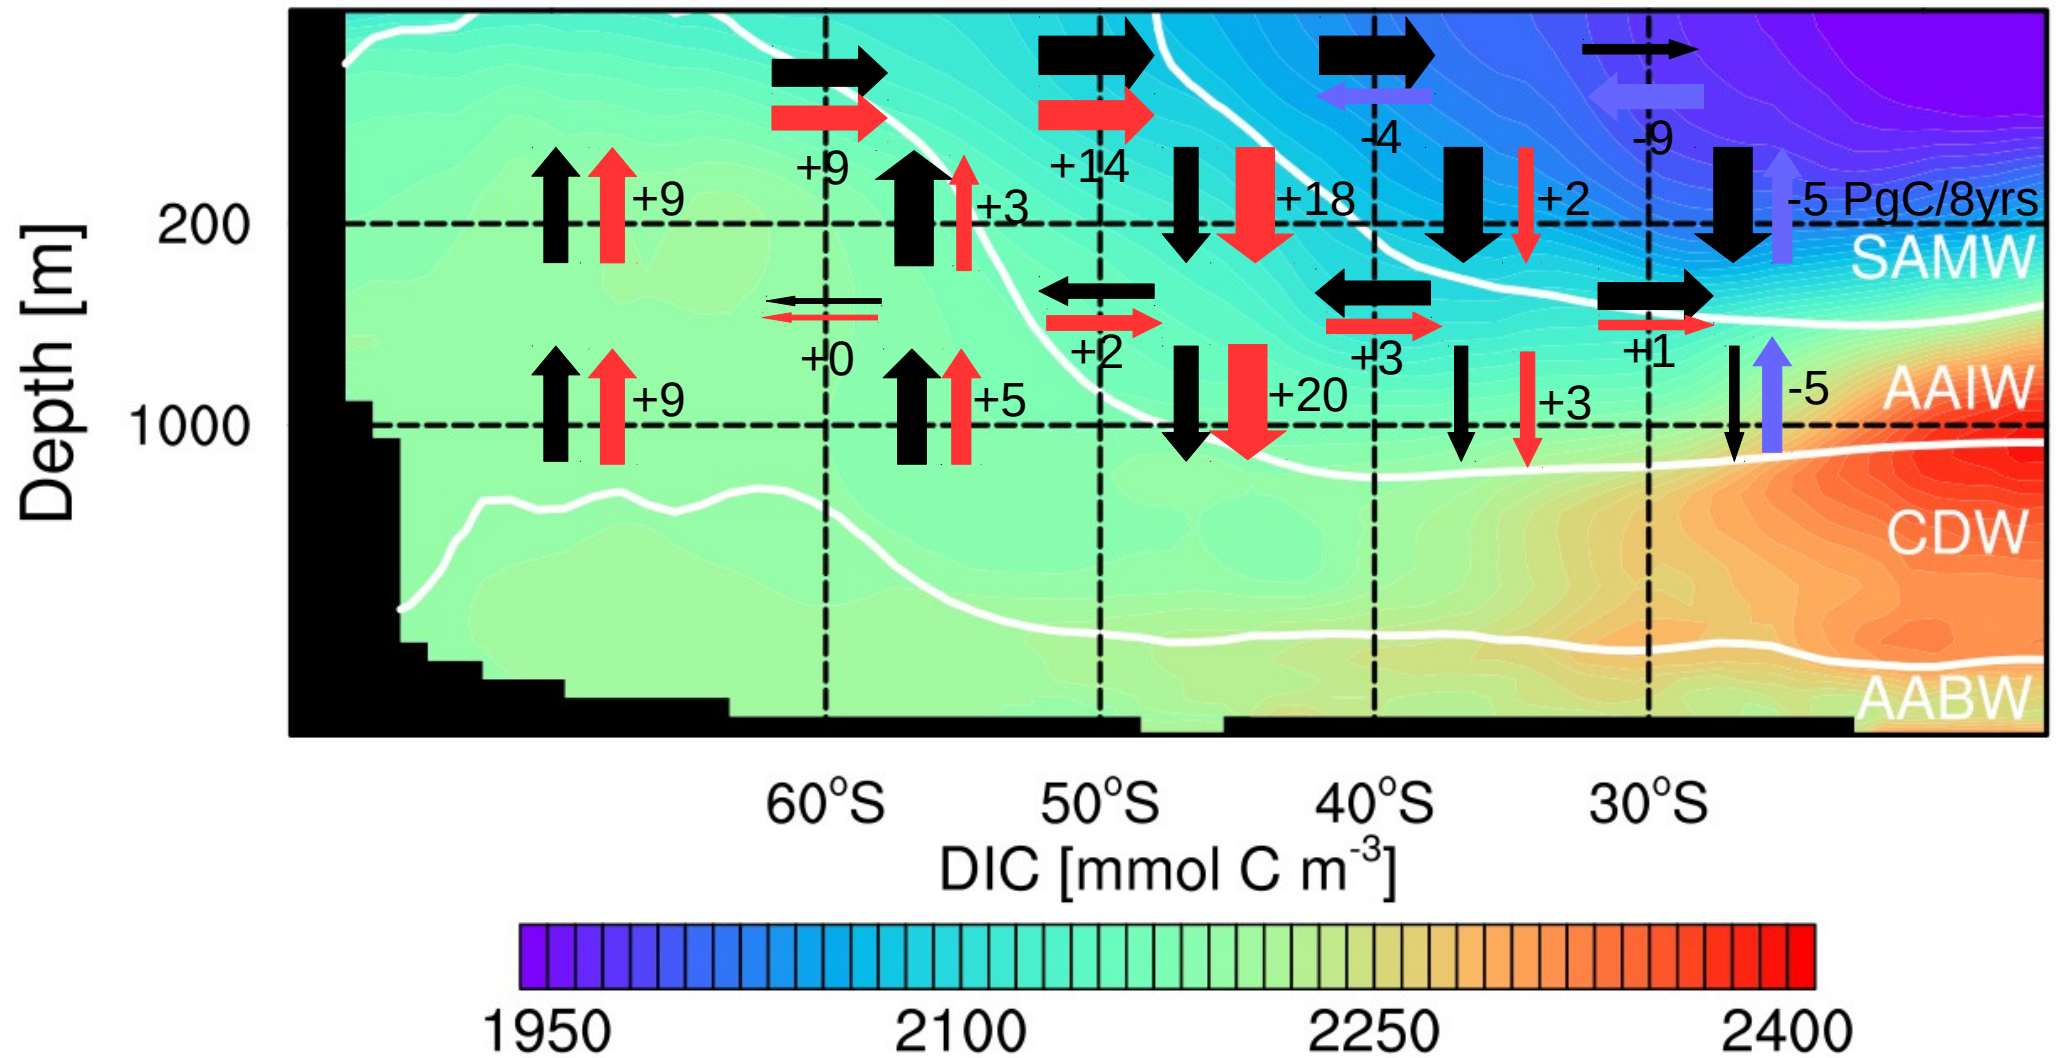 +9
+14
-4
-9
+9
+3
+18
+2
-5 PgC/8yrs
200
SAMW
+0
+2
+3
+1
AAIW
+9
+5
+20
+3
-5
1000
Depth [m]
CDW
AABW
60°S 50°S 40°S 30°S
DIC [mmol C m⁻³]
1950 2100 2250 2400